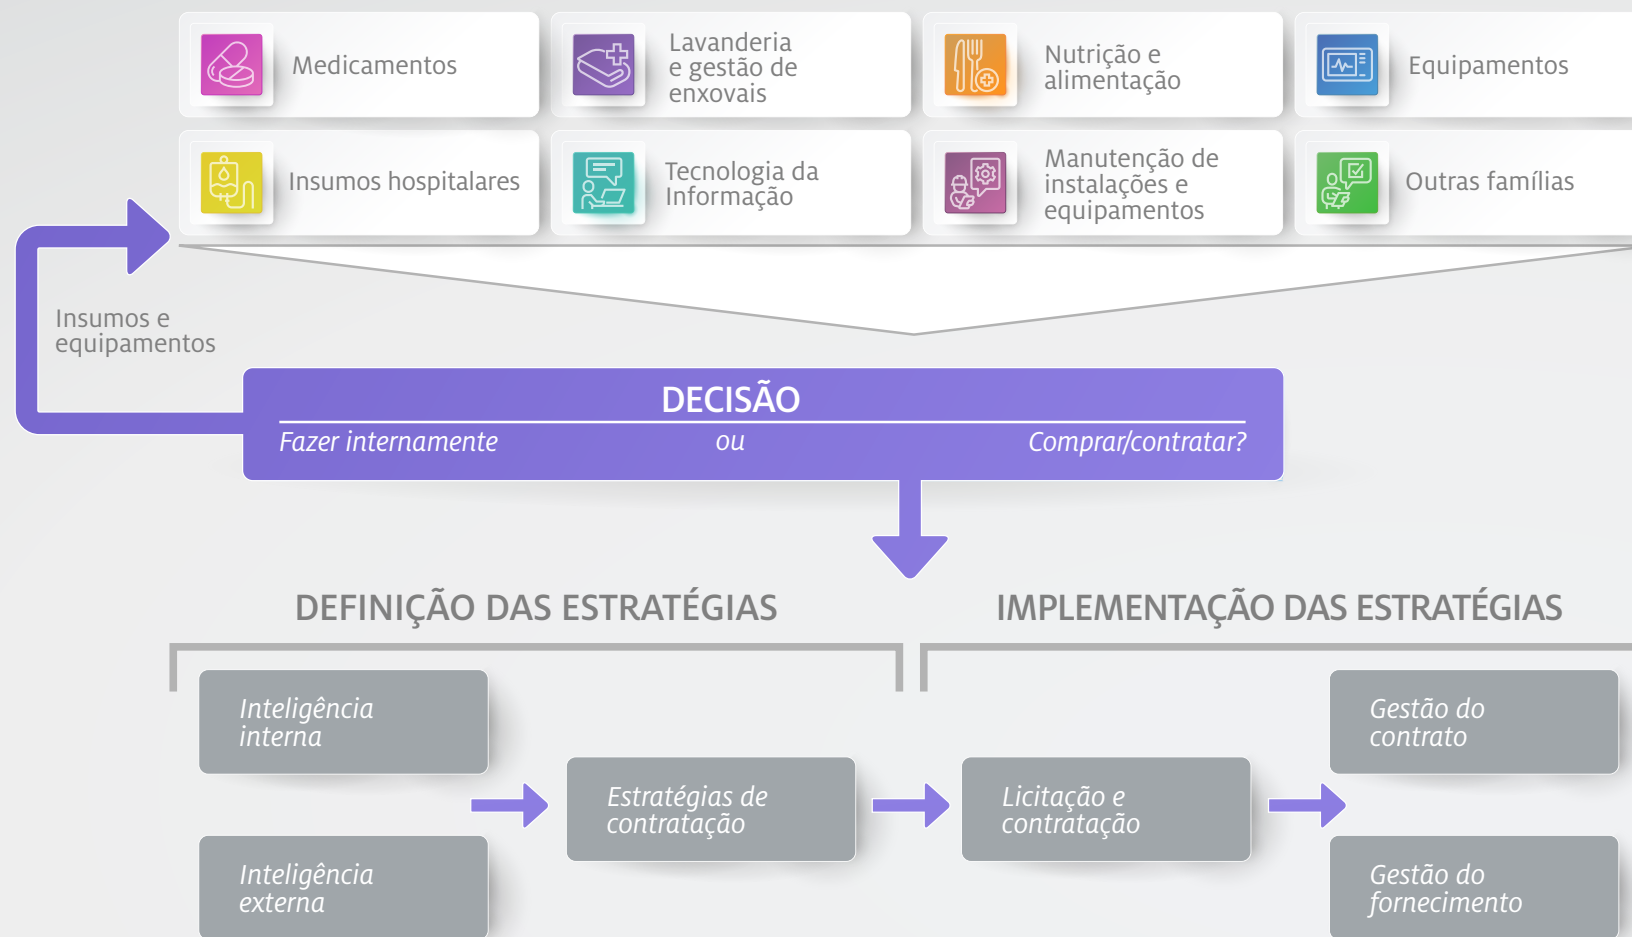 Medicamentos
Lavanderia
e gestão de
enxovais
Nutrição e
alimentação
Equipamentos
Insumos hospitalares
Tecnologia da
Informação
Manutenção de
instalações e
equipamentos
Outras famílias
Insumos e
equipamentos
DECISÃO
Fazer internamente ou Comprar/contratar?
DEFINIÇÃO DAS ESTRATÉGIAS
IMPLEMENTAÇÃO DAS ESTRATÉGIAS
Inteligência
interna
Inteligência
externa
Estratégias de
contratação
Licitação e
contratação
Gestão do
contrato
Gestão do
fornecimento